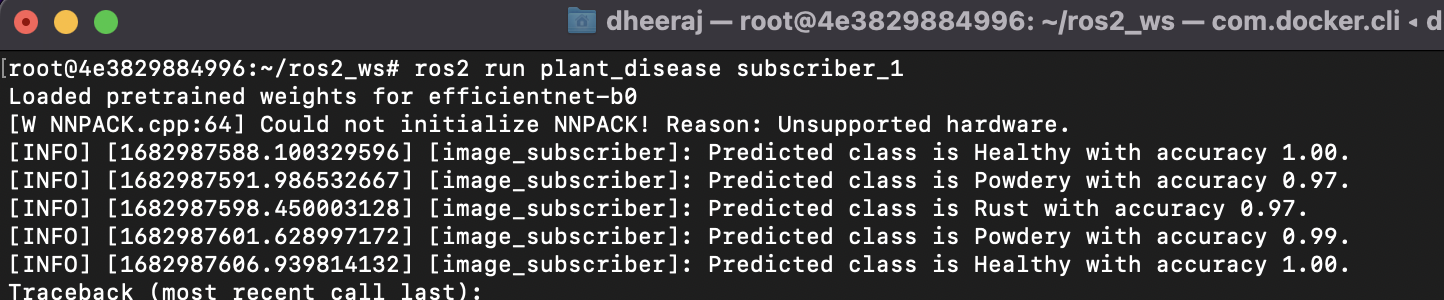 dheeraj — root@4e3829884996: ~/ros2_ws — com.docker.cli ◂ d
[root@4e3829884996:~/ros2_ws# ros2 run plant_disease subscriber_1
Loaded pretrained weights for efficientnet-b0
[W NNPACK.cpp:64] Could not initialize NNPACK! Reason: Unsupported hardware.
[INFO] [1682987588.100329596] [image_subscriber]: Predicted class is Healthy with accuracy 1.00.
[INFO] [1682987591.986532667] [image_subscriber]: Predicted class is Powdery with accuracy 0.97.
[INFO] [1682987598.450003128] [image_subscriber]: Predicted class is Rust with accuracy 0.97.
[INFO] [1682987601.628997172] [image_subscriber]: Predicted class is Powdery with accuracy 0.99.
[INFO] [1682987606.939814132] [image_subscriber]: Predicted class is Healthy with accuracy 1.00.
Traceback (most recent call last):